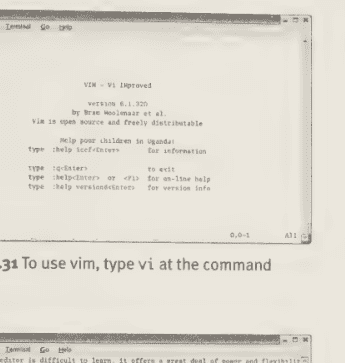 Terminal Go Help
VIM - Vi IMproved
version 6.1.320
by Bram Moolenaar et al.
Vim is open source and freely distributable
Help poor children in Uganda!
type :help iccf<Enter> for information
type :q<Enter> to exit
type :help<Enter> or <F1> for on-line help
type :help version6<Enter> for version info
0,0-1 All
.31 To use vim, type vi at the command
Terminal Go Help
editor is difficult to learn, it offers a great deal of power and flexibilit